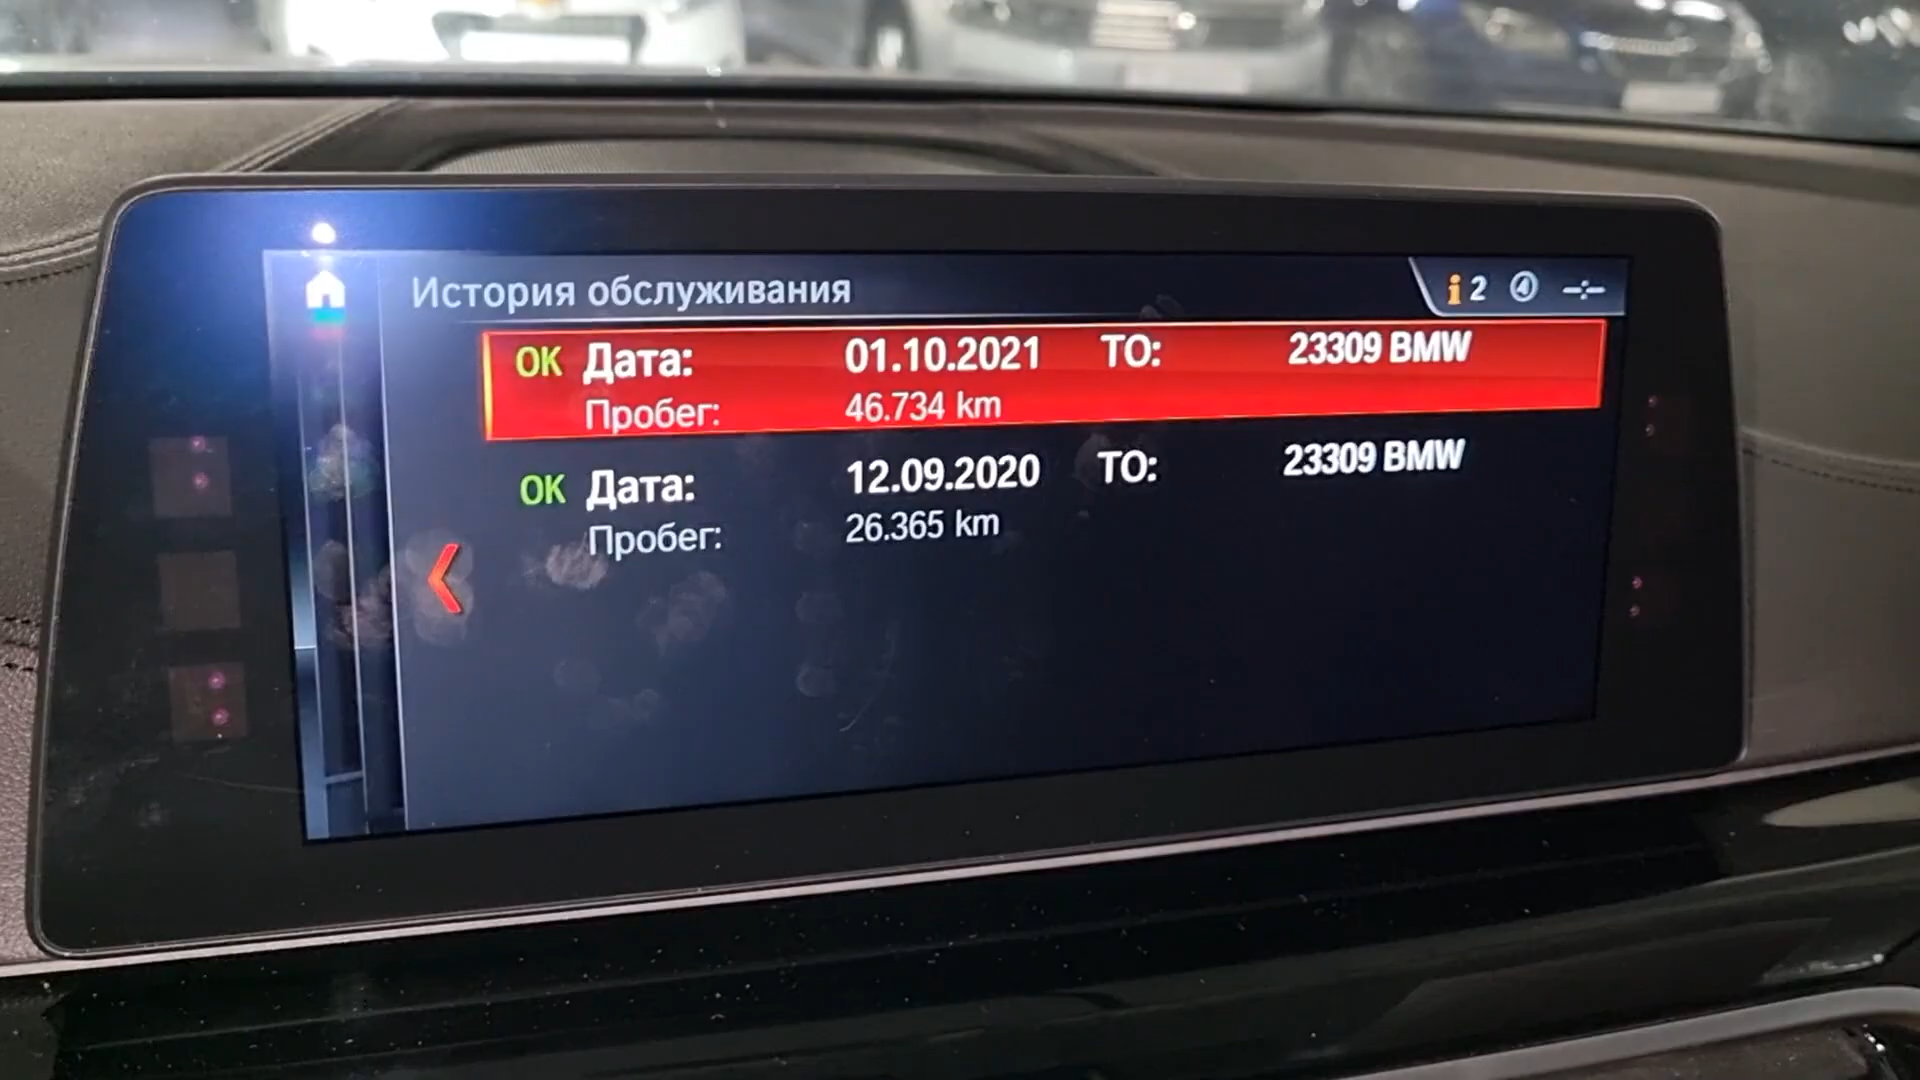 История обслуживания
i 2
OK Дата: 01.10.2021 ТО: 23309 BMW
Пробег: 46.734 km
OK Дата: 12.09.2020 ТО: 23309 BMW
Пробег: 26.365 km